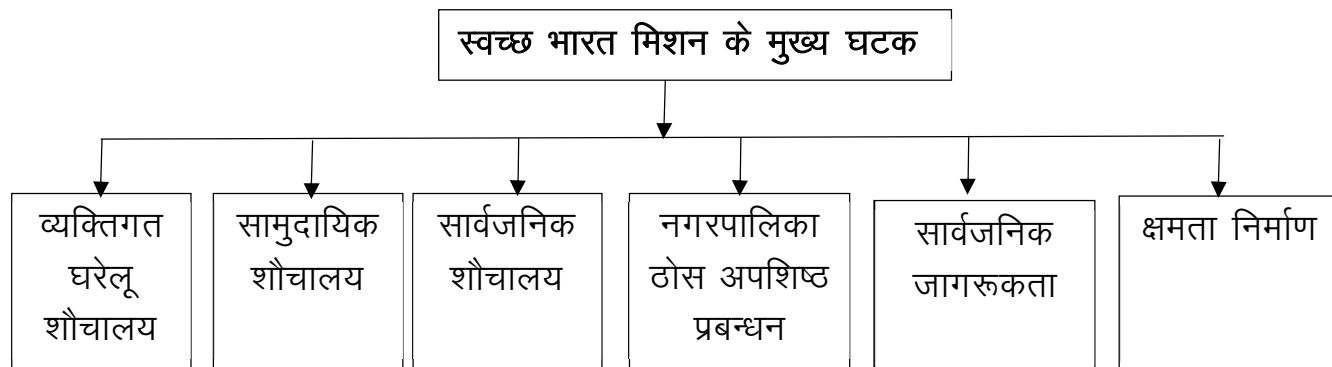 स्वच्छ भारत मिशन के मुख्य घटक
व्यक्तिगत
घरेलू
शौचालय
सामुदायिक
शौचालय
सार्वजनिक
शौचालय
नगरपालिका
ठोस अपशिष्ठ
प्रबन्धन
सार्वजनिक
जागरूकता
क्षमता निर्माण